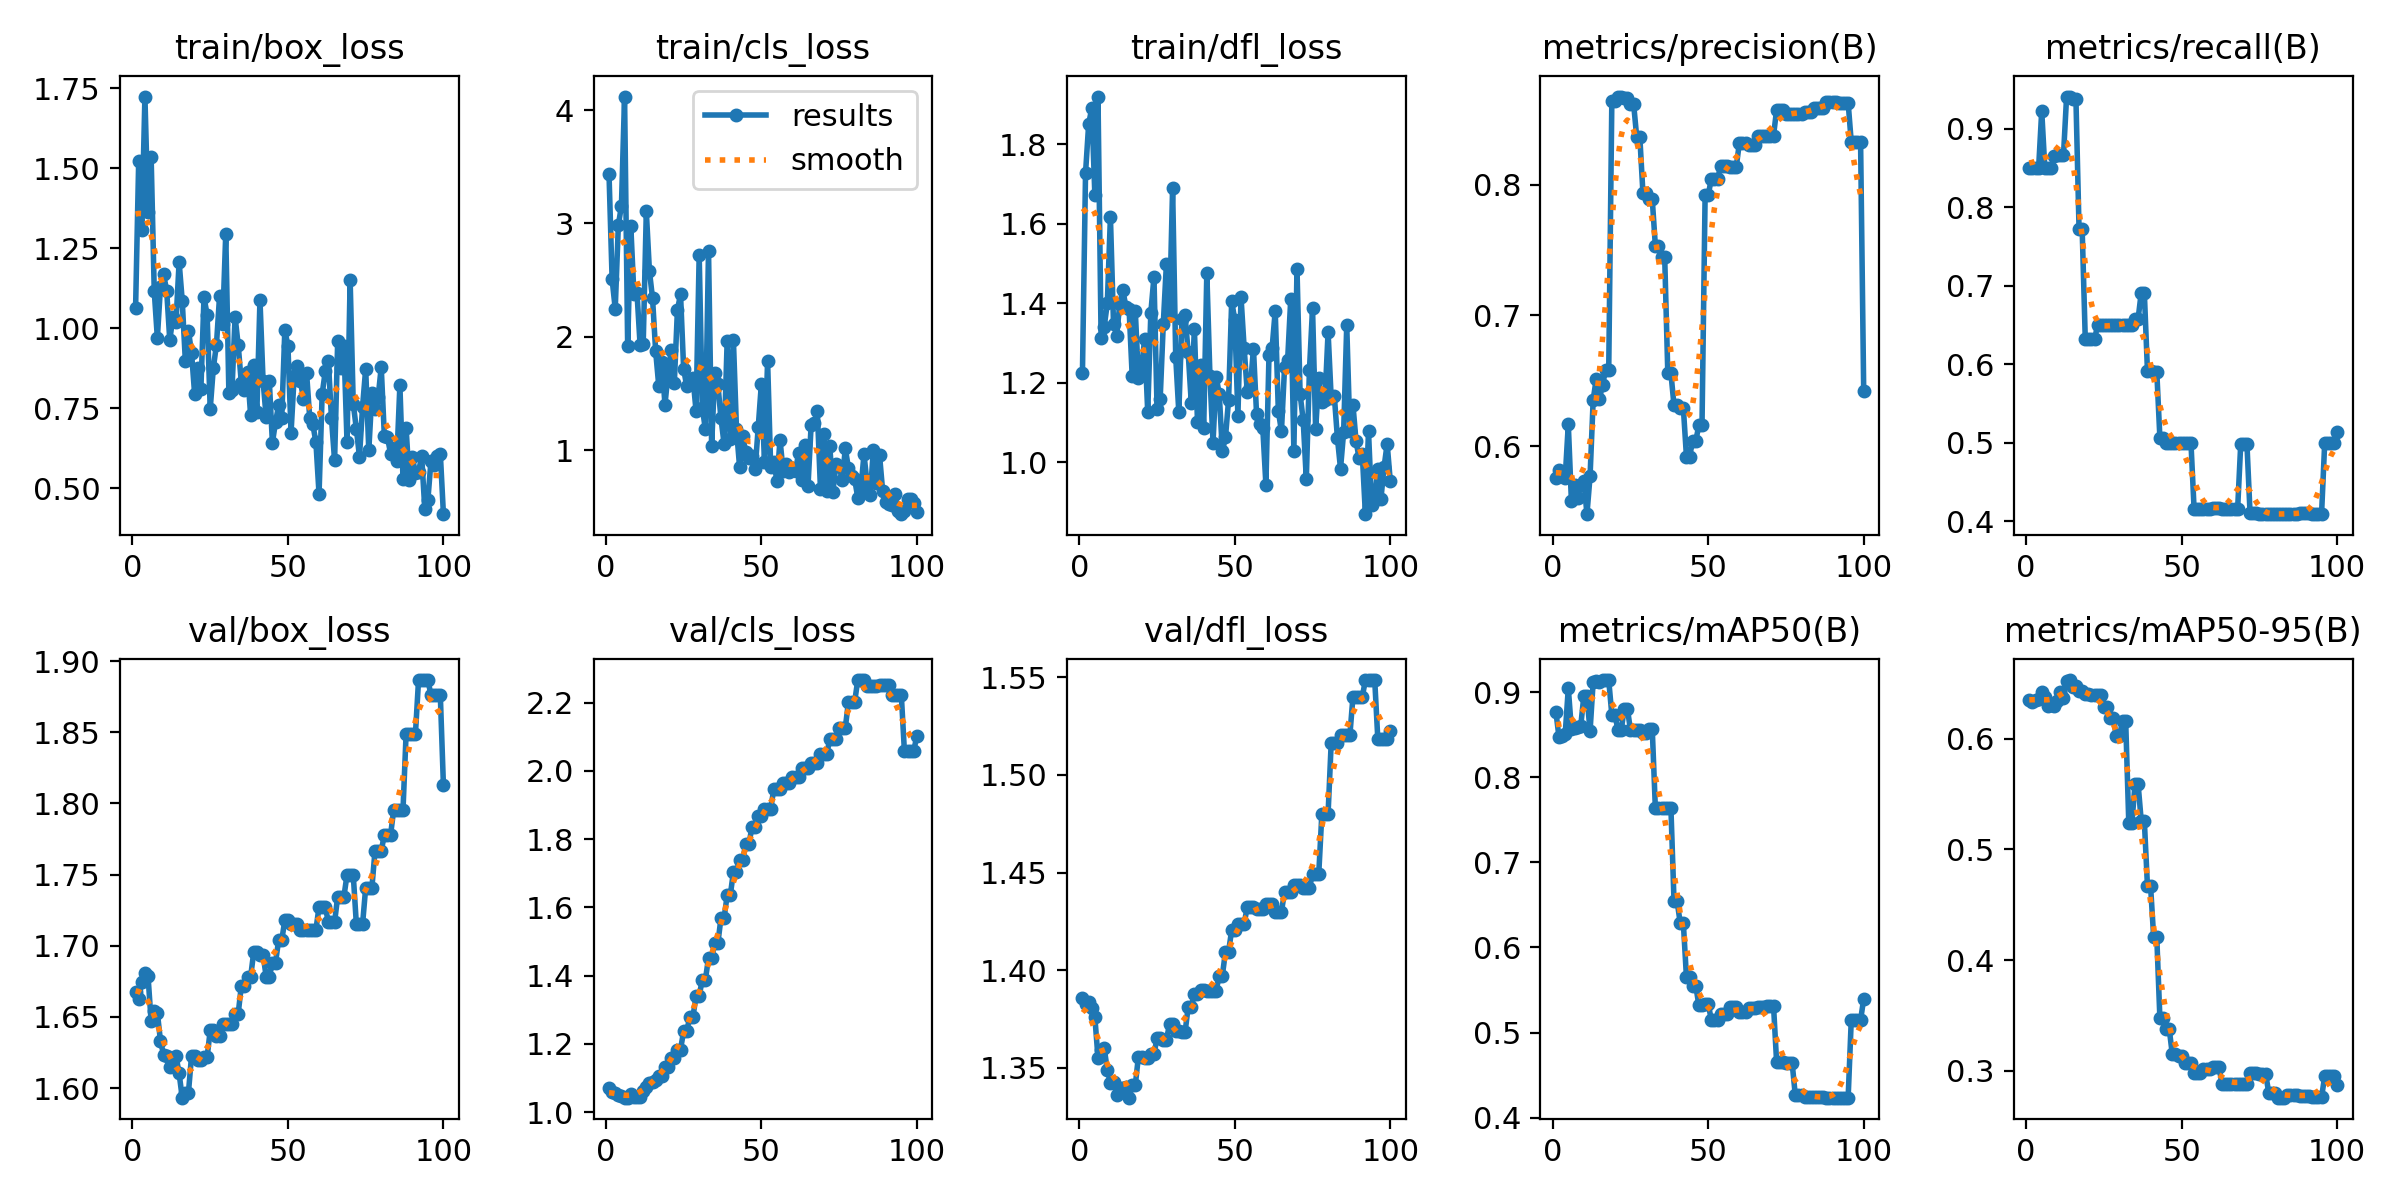 train/box_loss
1.75
1.50
1.25
1.00
0.75
0.50
0 50 100
train/cls_loss
results
smooth
4
3
2
1
0 50 100
train/dfl_loss
1.8
1.6
1.4
1.2
1.0
0 50 100
metrics/precision(B)
0.8
0.7
0.6
0 50 100
metrics/recall(B)
0.9
0.8
0.7
0.6
0.5
0.4
0 50 100
val/box_loss
1.90
1.85
1.80
1.75
1.70
1.65
1.60
0 50 100
val/cls_loss
2.2
2.0
1.8
1.6
1.4
1.2
1.0
0 50 100
val/dfl_loss
1.55
1.50
1.45
1.40
1.35
0 50 100
metrics/mAP50(B)
0.9
0.8
0.7
0.6
0.5
0.4
0 50 100
metrics/mAP50-95(B)
0.6
0.5
0.4
0.3
0 50 100